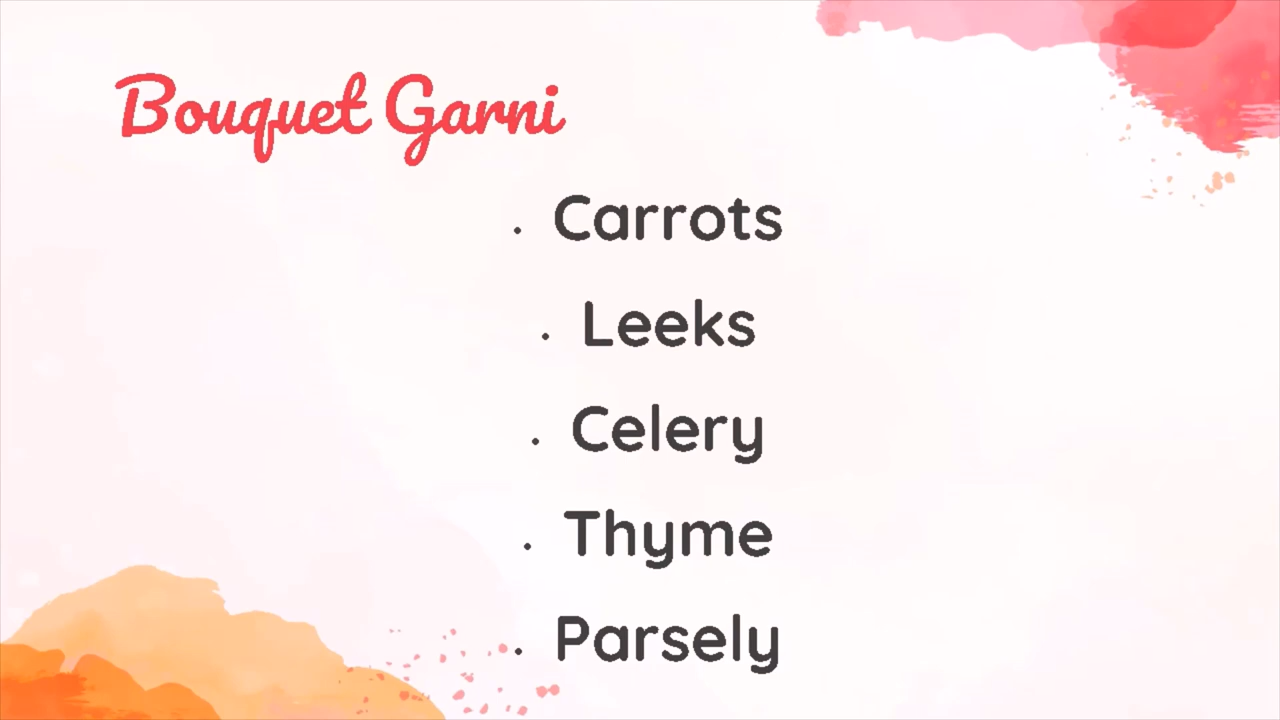 Bouquet Garni
• Carrots
• Leeks
• Celery
• Thyme
• Parsely